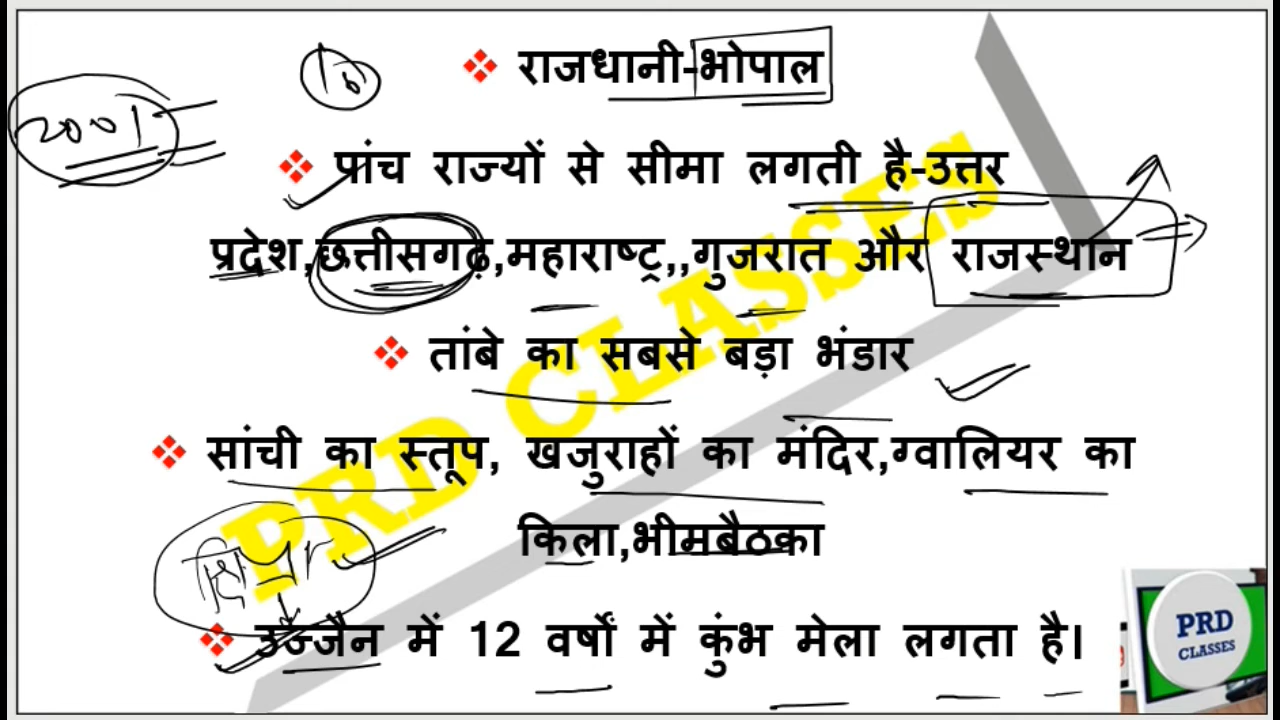 राजधानी-भोपाल
2001
पांच राज्यों से सीमा लगती है-उत्तर
प्रदेश,छत्तीसगढ़,महाराष्ट्र,,गुजरात और राजस्थान
तांबे का सबसे बड़ा भंडार
सांची का स्तूप, खजुराहों का मंदिर,ग्वालियर का
किला,भीमबैठका
उज्जैन में 12 वर्षों में कुंभ मेला लगता है।
PRD CLASSES
PRD
CLASSES